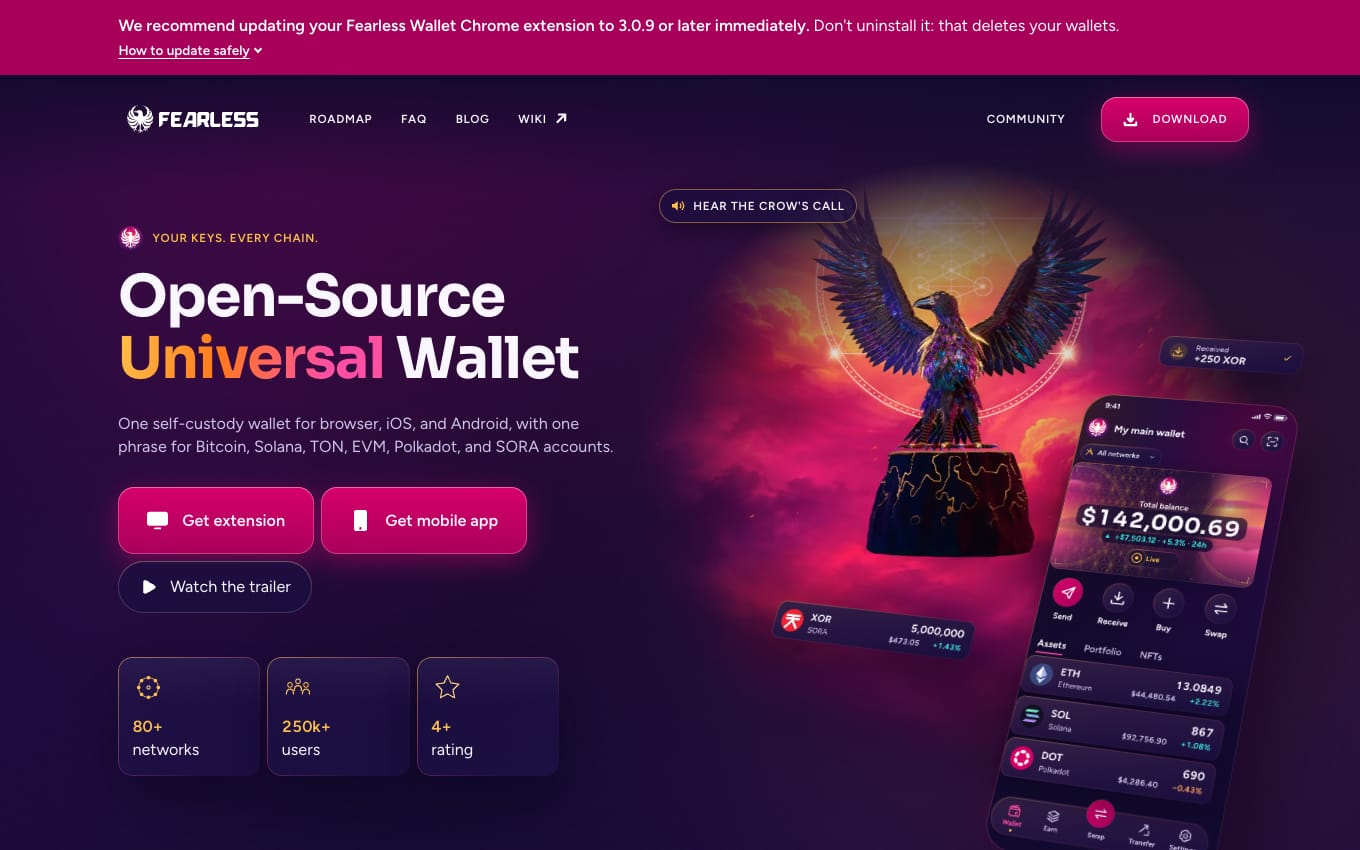 We recommend updating your Fearless Wallet Chrome extension to 3.0.9 or later immediately. Don't uninstall it: that deletes your wallets.
How to update safely
FEARLESS
ROADMAP
FAQ
BLOG
WIKI
COMMUNITY
DOWNLOAD
HEAR THE CROW'S CALL
YOUR KEYS. EVERY CHAIN.
Open-Source
Universal Wallet
One self-custody wallet for browser, iOS, and Android, with one
phrase for Bitcoin, Solana, TON, EVM, Polkadot, and SORA accounts.
Get extension
Get mobile app
Watch the trailer
80+
networks
250k+
users
4+
rating
Received
+250 XOR
9:41
My main wallet
All networks
Total balance
$142,000.69
+$7,503.12 · +5.3% · 24h
Live
Send
Receive
Buy
Swap
XOR
SORA
5,000,000
$473.05 +1.43%
Assets
Portfolio
NFTs
ETH
Ethereum
13.0849
$44,480.54 +2.22%
SOL
Solana
867
$92,756.90 +1.08%
DOT
Polkadot
690
$4,286.40 -0.43%
Wallet
Earn
Swap
Transfer